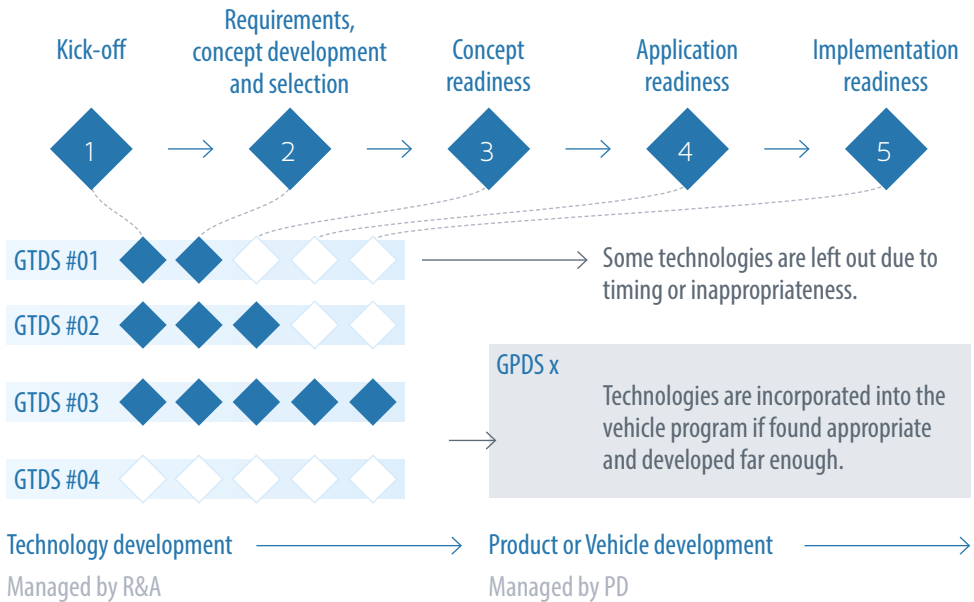 Kick-off
Requirements,
concept development
and selection
Concept
readiness
Application
readiness
Implementation
readiness
1
2
3
4
5
GTDS #01
Some technologies are left out due to
timing or inappropriateness.
GTDS #02
GPDS x
GTDS #03
Technologies are incorporated into the
vehicle program if found appropriate
and developed far enough.
GTDS #04
Technology development
Product or Vehicle development
Managed by R&A
Managed by PD